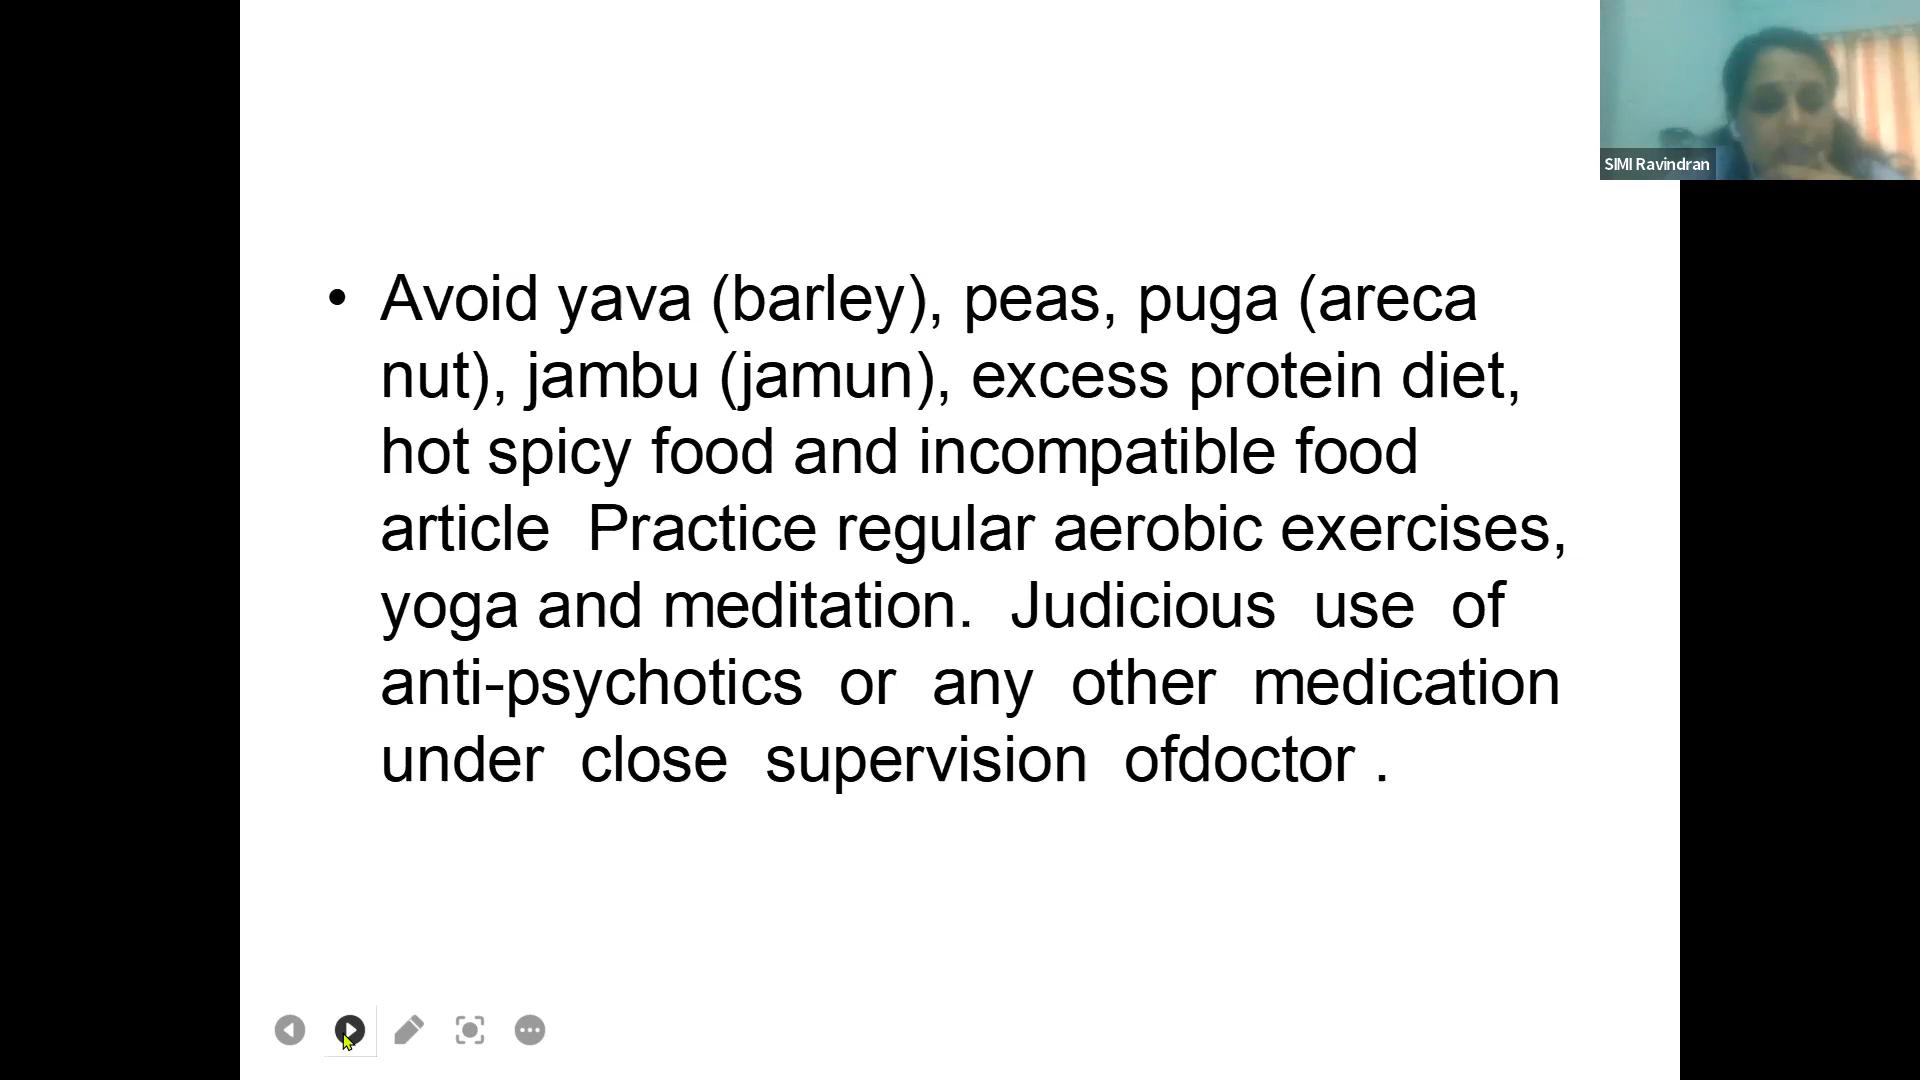 SIMI Ravindran
• Avoid yava (barley), peas, puga (areca
nut), jambu (jamun), excess protein diet,
hot spicy food and incompatible food
article  Practice regular aerobic exercises,
yoga and meditation.  Judicious  use  of
anti-psychotics  or  any  other  medication
under  close  supervision  ofdoctor .